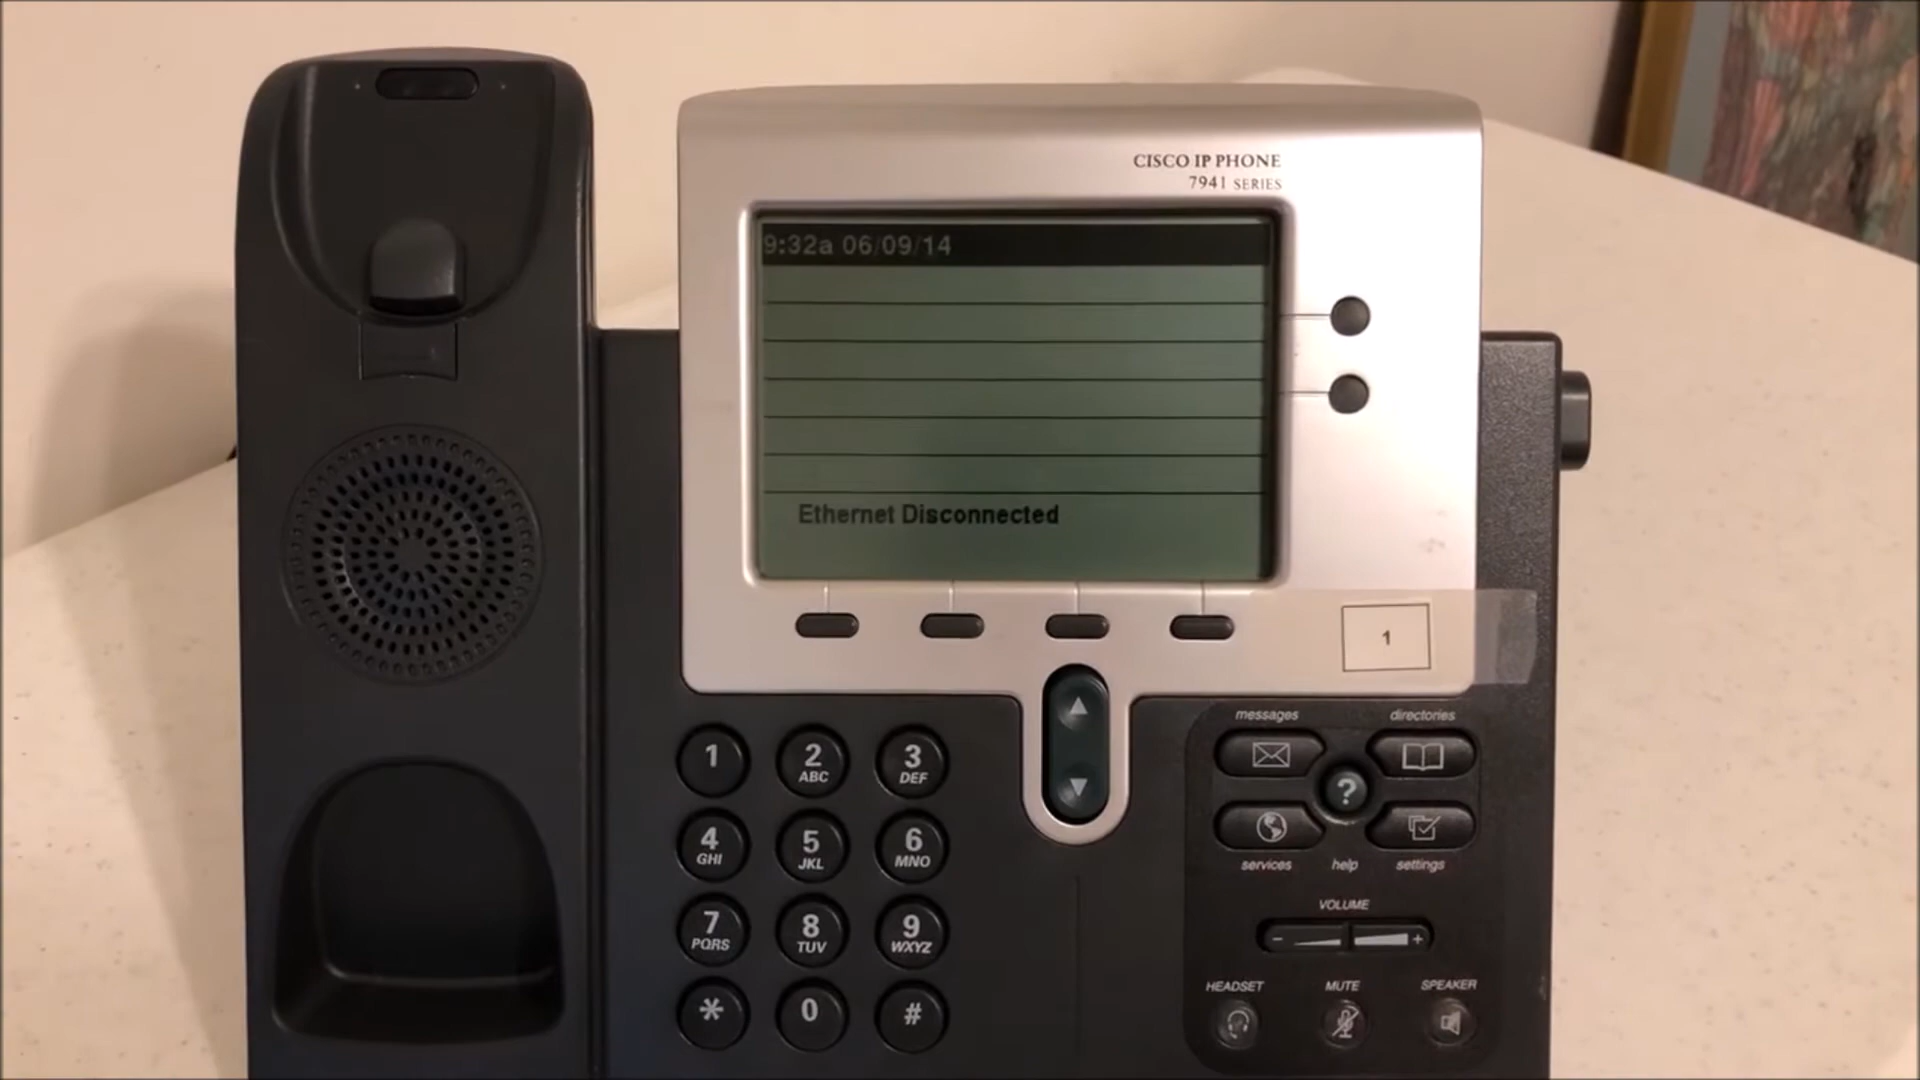 CISCO IP PHONE
7941 SERIES
9:32a 06/09/14
Ethernet Disconnected
1
messages
directories
?
services
help
settings
VOLUME
- +
HEADSET
MUTE
SPEAKER
1
2
ABC
3
DEF
4
GHI
5
JKL
6
MNO
7
PQRS
8
TUV
9
WXYZ
*
0
#